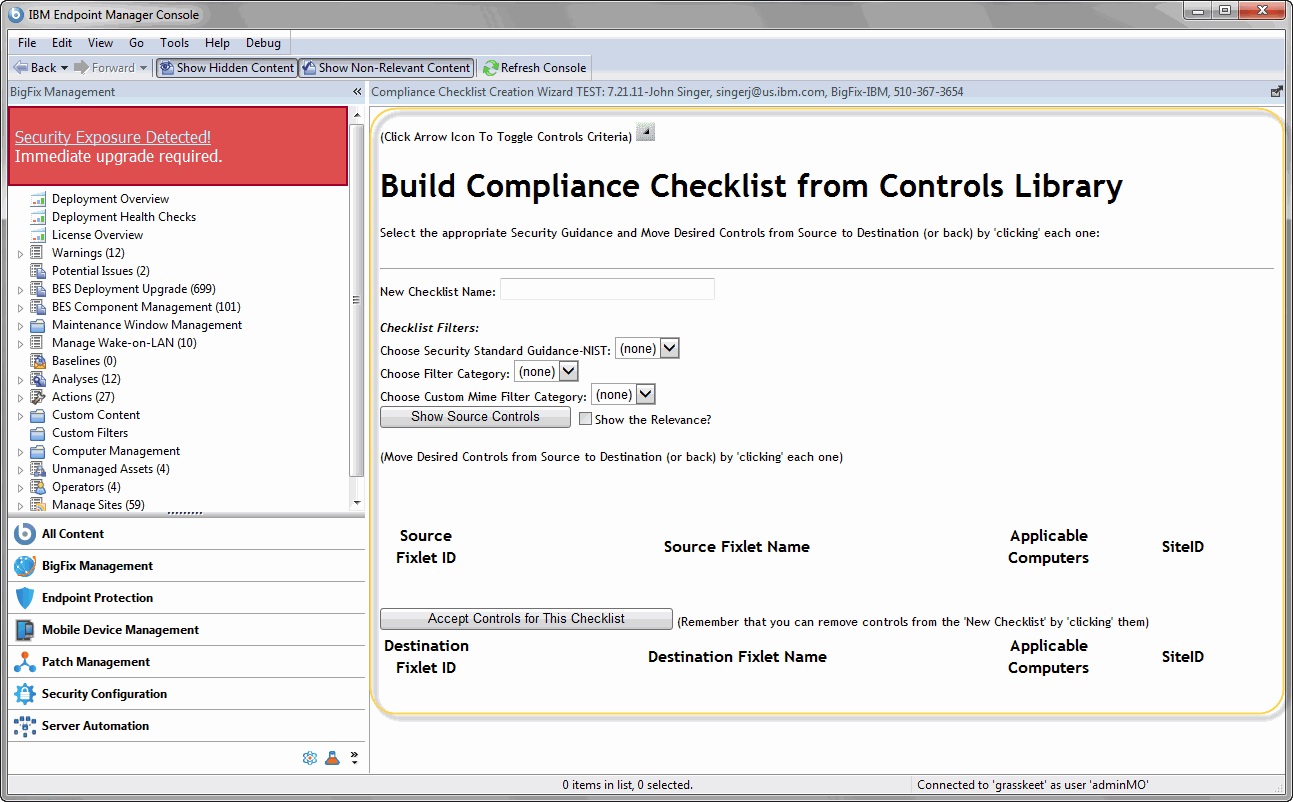 IBM Endpoint Manager Console
File Edit View Go Tools Help Debug
Back Forward Show Hidden Content Show Non-Relevant Content Refresh Console
BigFix Management
Security Exposure Detected!
Immediate upgrade required.
Deployment Overview
Deployment Health Checks
License Overview
Warnings (12)
Potential Issues (2)
BES Deployment Upgrade (699)
BES Component Management (101)
Maintenance Window Management
Manage Wake-on-LAN (10)
Baselines (0)
Analyses (12)
Actions (27)
Custom Content
Custom Filters
Computer Management
Unmanaged Assets (4)
Operators (4)
Manage Sites (59)
All Content
BigFix Management
Endpoint Protection
Mobile Device Management
Patch Management
Security Configuration
Server Automation
Compliance Checklist Creation Wizard TEST: 7.21.11-John Singer, singerj@us.ibm.com, BigFix-IBM, 510-367-3654
(Click Arrow Icon To Toggle Controls Criteria)
Build Compliance Checklist from Controls Library
Select the appropriate Security Guidance and Move Desired Controls from Source to Destination (or back) by 'clicking' each one:
New Checklist Name:
Checklist Filters:
Choose Security Standard Guidance-NIST: (none)
Choose Filter Category: (none)
Choose Custom Mime Filter Category: (none)
Show Source Controls Show the Relevance?
(Move Desired Controls from Source to Destination (or back) by 'clicking' each one)
Source Fixlet ID Source Fixlet Name Applicable Computers SiteID
Accept Controls for This Checklist (Remember that you can remove controls from the 'New Checklist' by 'clicking' them)
Destination Fixlet ID Destination Fixlet Name Applicable Computers SiteID
0 items in list, 0 selected.
Connected to 'grasskeet' as user 'adminMO'